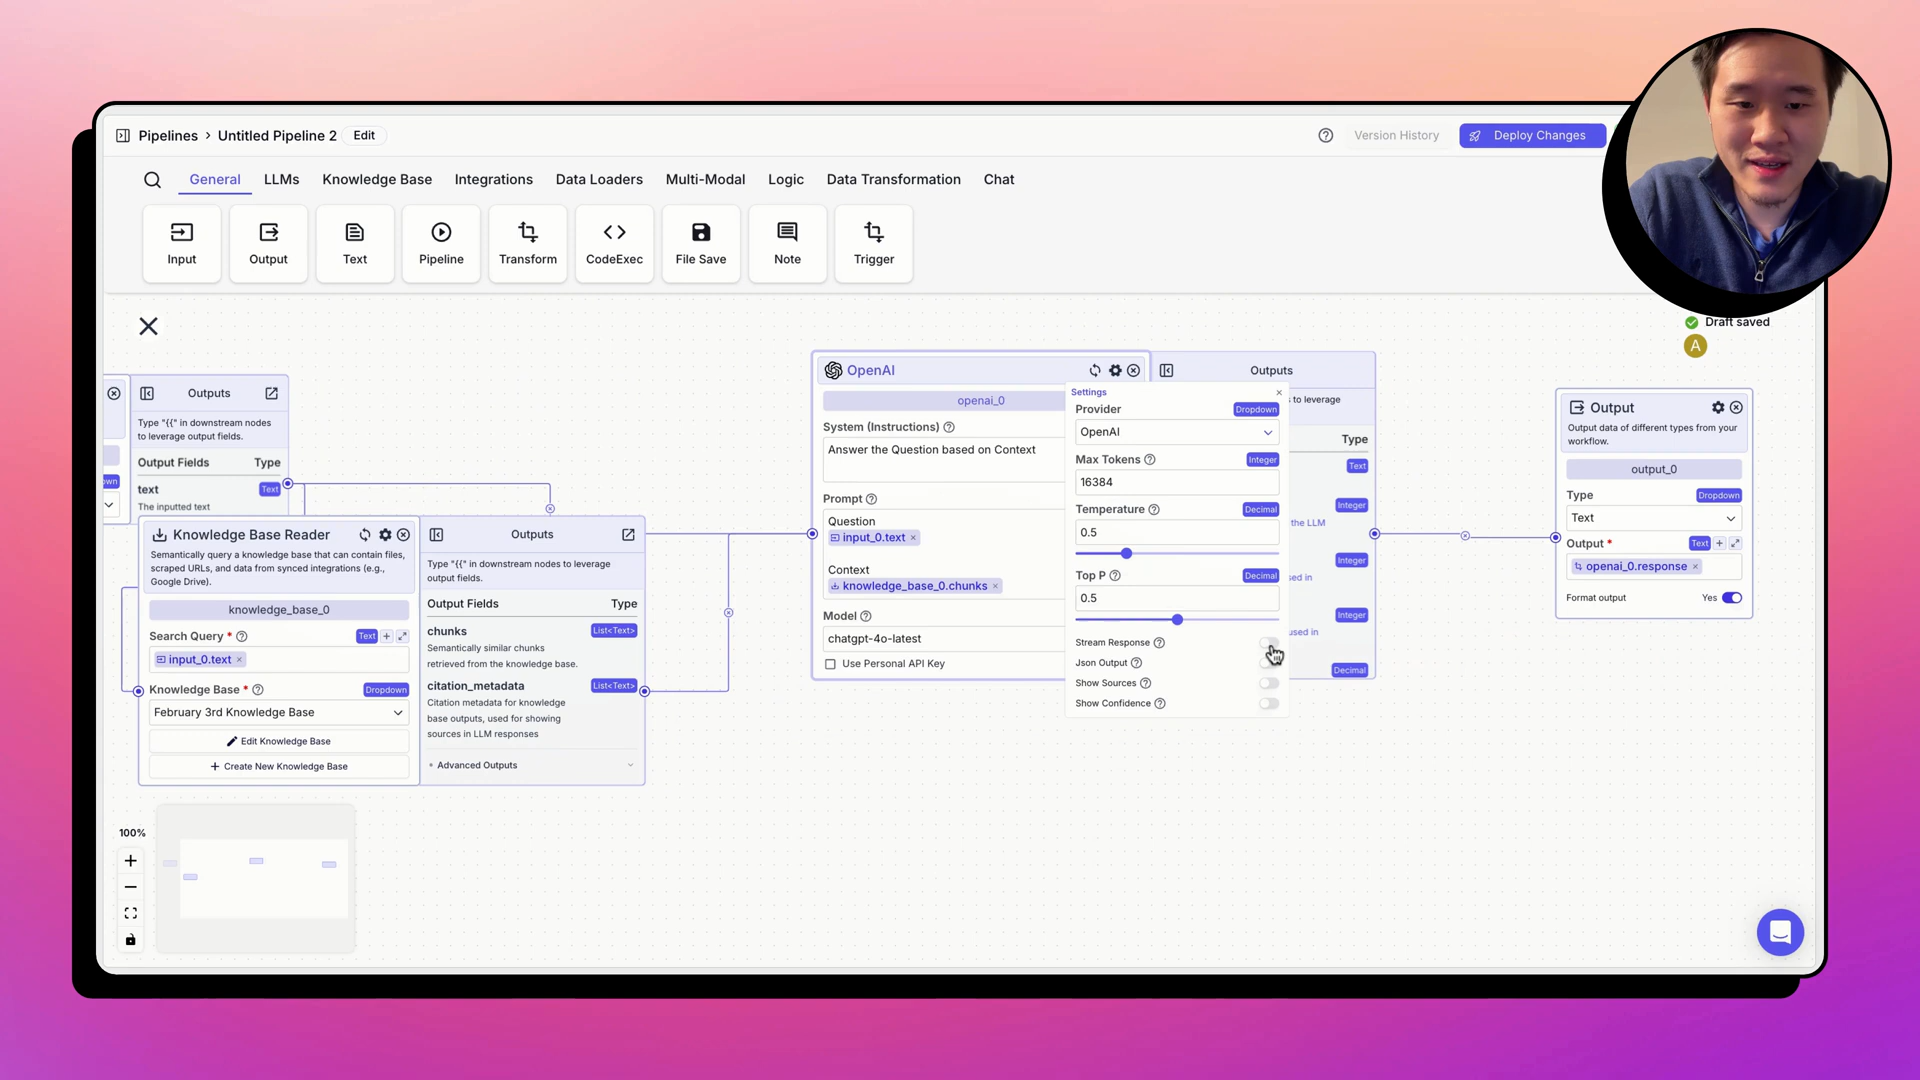 Pipelines > Untitled Pipeline 2 Edit
Version History
Deploy Changes
General LLMs Knowledge Base Integrations Data Loaders Multi-Modal Logic Data Transformation Chat
Input
Output
Text
Pipeline
Transform
CodeExec
File Save
Note
Trigger
Draft saved
A
Outputs
Type "{{" in downstream nodes
to leverage output fields.
Output Fields Type
text Text
The inputted text
Knowledge Base Reader
Semantically query a knowledge base that can contain files,
scraped URLs, and data from synced integrations (e.g.,
Google Drive).
knowledge_base_0
Search Query * Text
input_0.text
Knowledge Base * Dropdown
February 3rd Knowledge Base
Edit Knowledge Base
Create New Knowledge Base
Outputs
Type "{{" in downstream nodes to leverage
output fields.
Output Fields Type
chunks List<Text>
Semantically similar chunks
retrieved from the knowledge base.
citation_metadata List<Text>
Citation metadata for knowledge
base outputs, used for showing
sources in LLM responses
Advanced Outputs
OpenAI
openai_0
System (Instructions)
Answer the Question based on Context
Prompt
Question
input_0.text
Context
knowledge_base_0.chunks
Model
chatgpt-4o-latest
Use Personal API Key
Settings
Provider Dropdown
OpenAI
Max Tokens Integer
16384
Temperature Decimal
0.5
Top P Decimal
0.5
Stream Response
Json Output
Show Sources
Show Confidence
Outputs
s to leverage
Type
Text
Integer
the LLM
Integer
sed in
Integer
used in
Decimal
Output
Output data of different types from your
workflow.
output_0
Type Dropdown
Text
Output * Text
openai_0.response
Format output Yes
100%